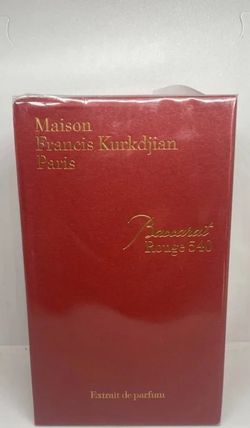 Maison
Francis Kurkdjian
Paris
Baccarat
Rouge 540
Extrait de parfum